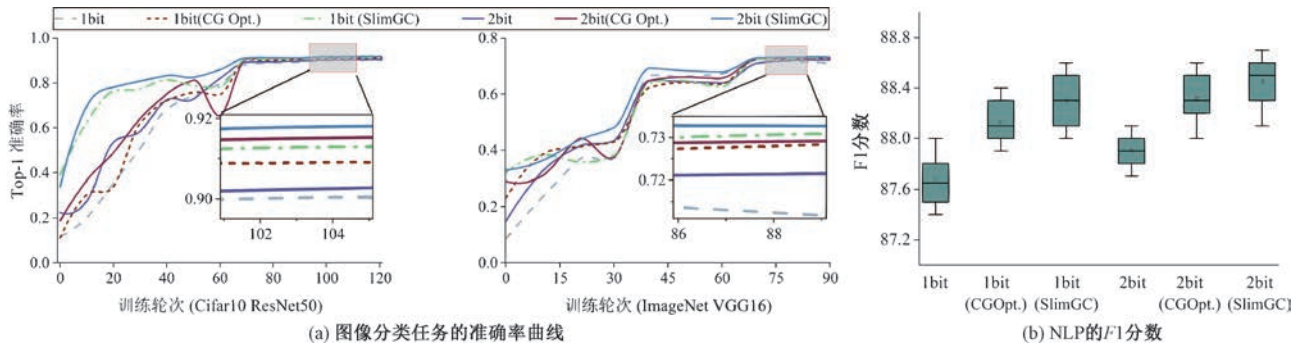 1bit 1bit(CG Opt.) 1bit (SlimGC) 2bit 2bit(CG Opt.) 2bit (SlimGC)
Top-1 准确率
1.0
0.8
0.6
0.4
0.2
0.0
0.92
0.90
102 104
0 20 40 60 80 100 120
训练轮次 (Cifar10 ResNet50)
0.8
0.6
0.4
0.2
0.0
0.73
0.72
86 88
0 15 30 45 60 75 90
训练轮次 (ImageNet VGG16)
(a) 图像分类任务的准确率曲线
F1分数
88.8
88.4
88.0
87.6
87.2
1bit 1bit 1bit 2bit 2bit 2bit
(CGOpt.) (SlimGC) (CGOpt.) (SlimGC)
(b) NLP的F1分数